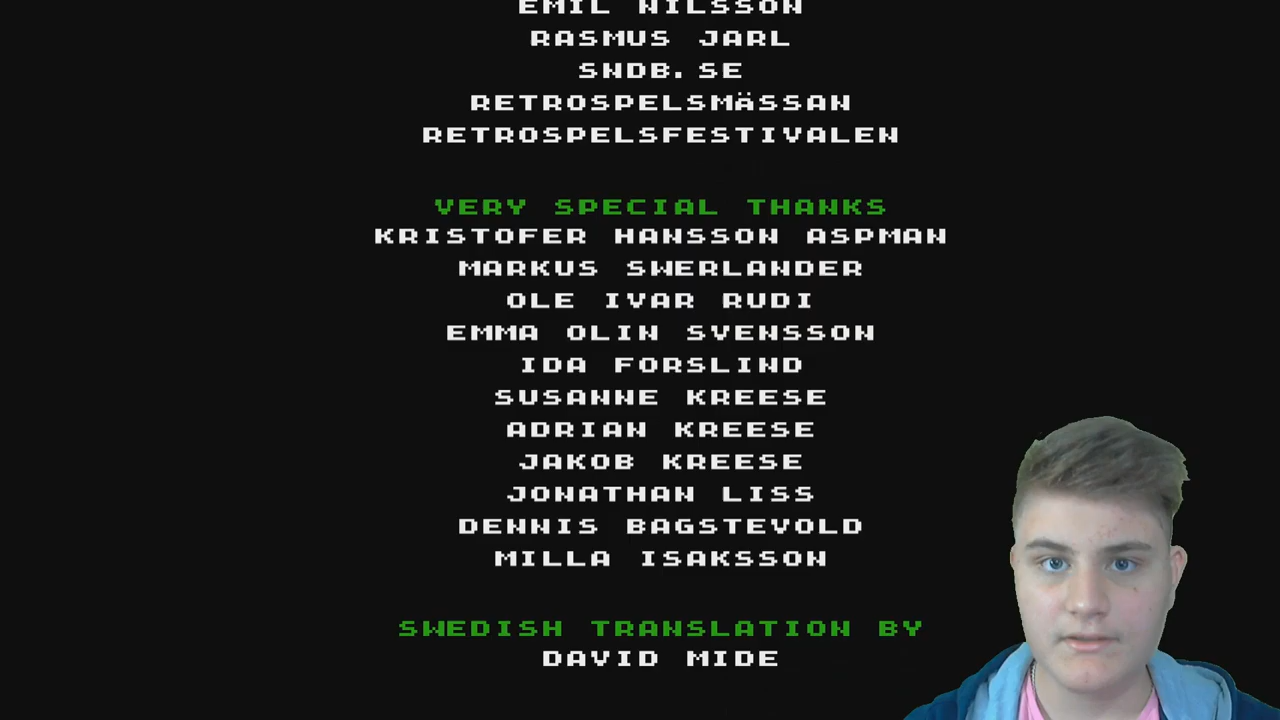 EMIL NILSSON
RASMUS JARL
SNDB.SE
RETROSPELSMÄSSAN
RETROSPELSFESTIVALEN
VERY SPECIAL THANKS
KRISTOFER HANSSON ASPMAN
MARKUS SWERLANDER
OLE IVAR RUDI
EMMA OLIN SVENSSON
IDA FORSLIND
SUSANNE KREESE
ADRIAN KREESE
JAKOB KREESE
JONATHAN LISS
DENNIS BAGSTEVOLD
MILLA ISAKSSON
SWEDISH TRANSLATION BY
DAVID MIDE